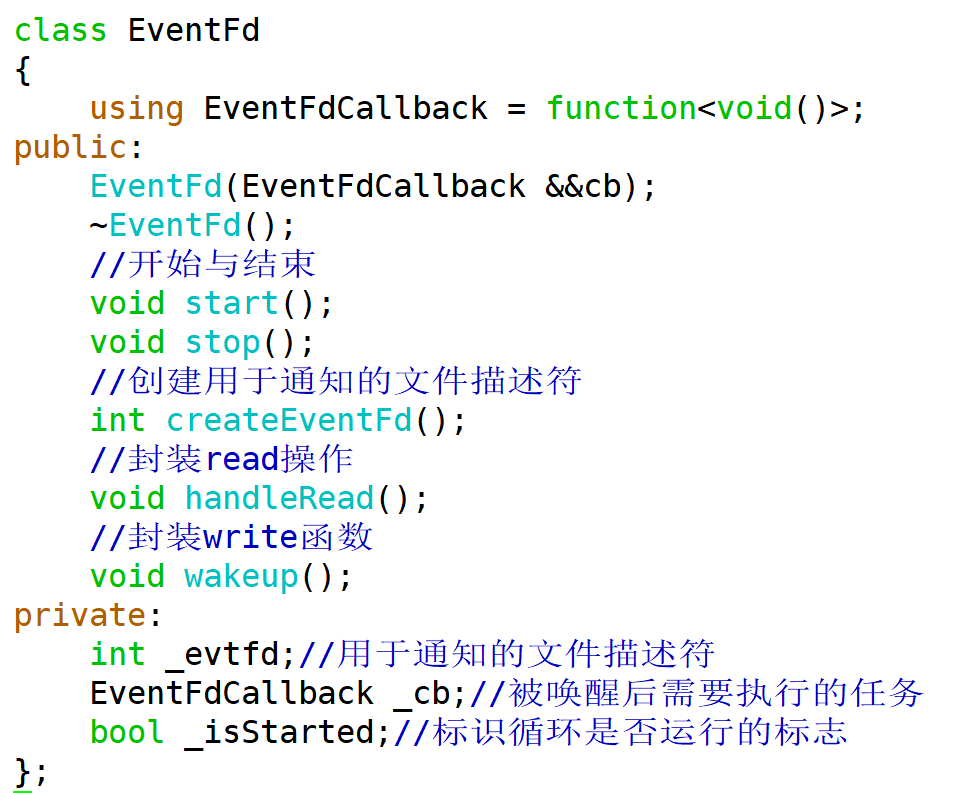 class EventFd
{
    using EventFdCallback = function<void()>;
public:
    EventFd(EventFdCallback &&cb);
    ~EventFd();
    //开始与结束
    void start();
    void stop();
    //创建用于通知的文件描述符
    int createEventFd();
    //封装read操作
    void handleRead();
    //封装write函数
    void wakeup();
private:
    int _evtfd;//用于通知的文件描述符
    EventFdCallback _cb;//被唤醒后需要执行的任务
    bool _isStarted;//标识循环是否运行的标志
};